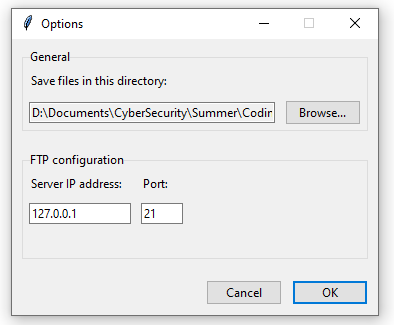 Options
General
Save files in this directory:
D:\Documents\CyberSecurity\Summer\Codin
Browse...
FTP configuration
Server IP address: Port:
127.0.0.1 21
Cancel OK